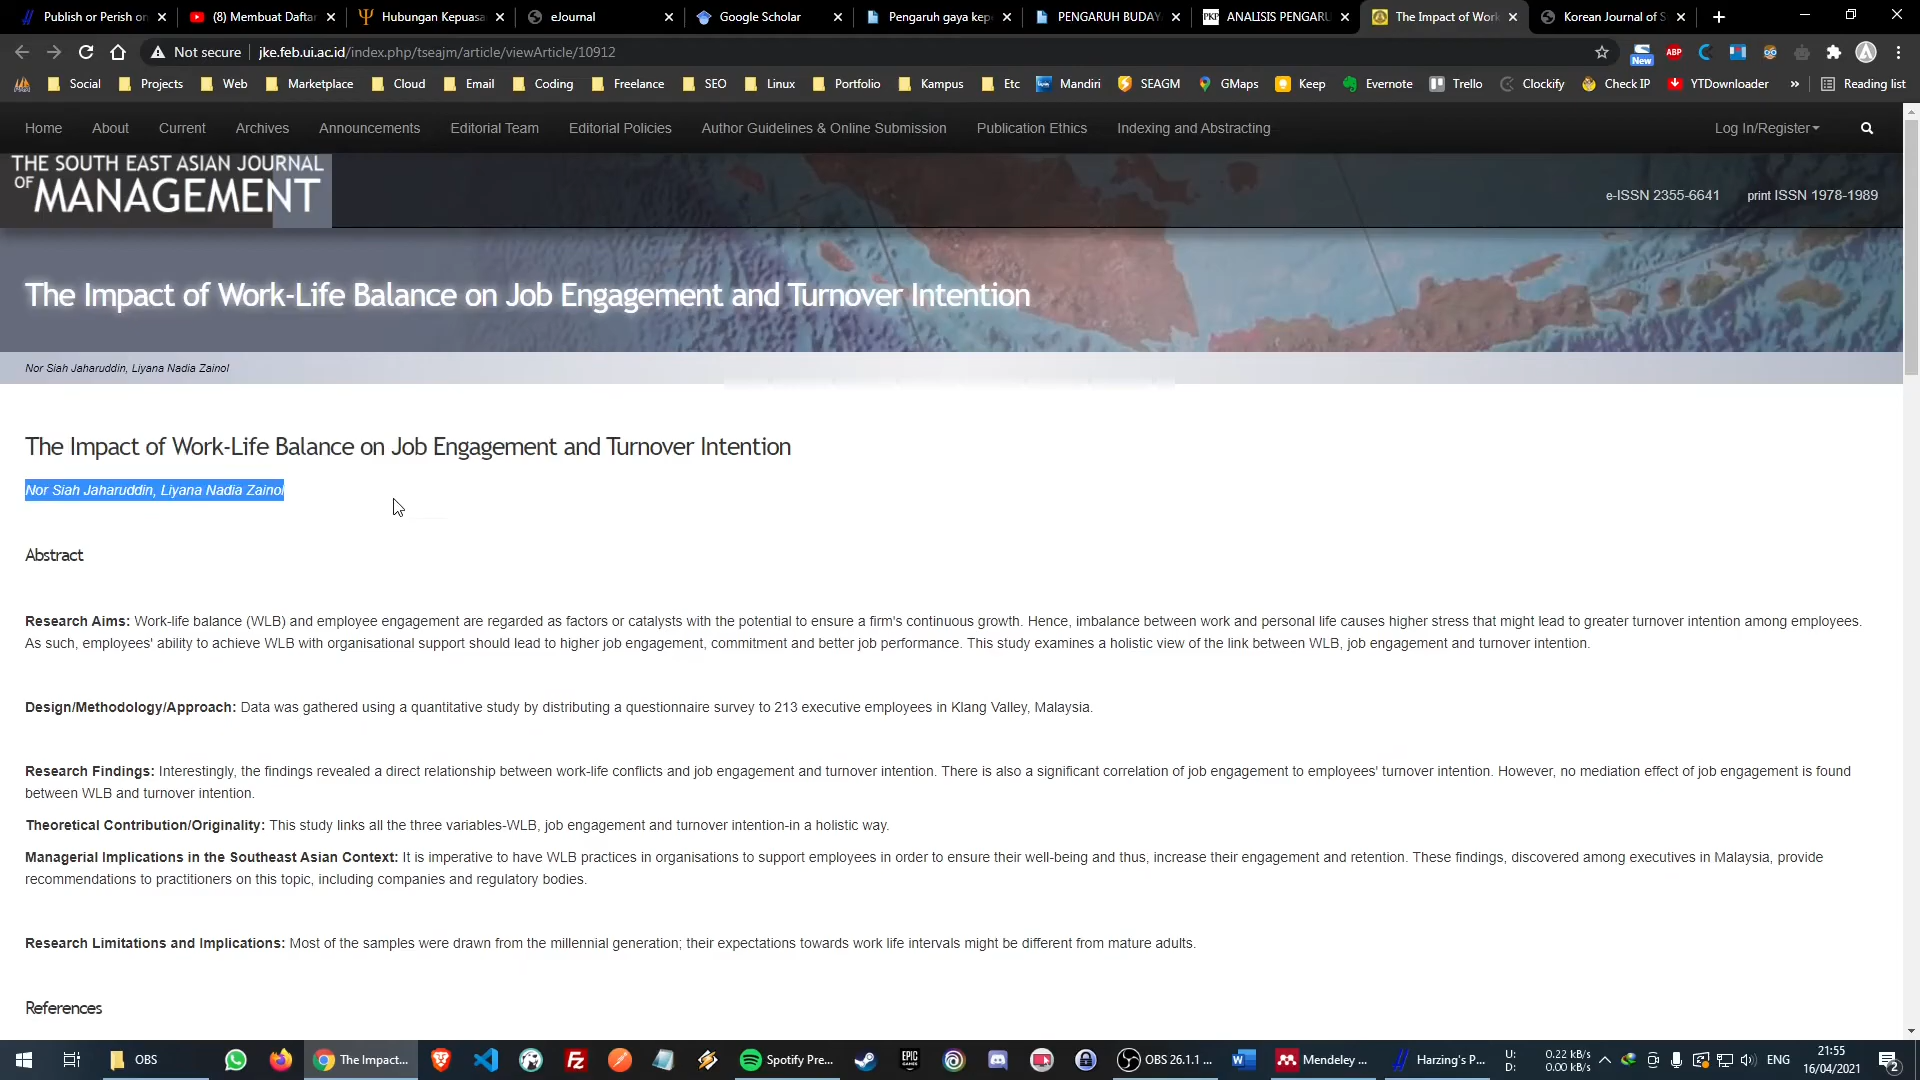 Publish or Perish on
(8) Membuat Daftar
Hubungan Kepuasa
eJournal
Google Scholar
Pengaruh gaya kep
PENGARUH BUDAY
ANALISIS PENGARU
The Impact of Work
Korean Journal of S
Not secure
jke.feb.ui.ac.id/index.php/tseajm/article/viewArticle/10912
New
ABP
Social
Projects
Web
Marketplace
Cloud
Email
Coding
Freelance
SEO
Linux
Portfolio
Kampus
Etc
Mandiri
SEAGM
GMaps
Keep
Evernote
Trello
Clockify
Check IP
YTDownloader
»
Reading list
Home
About
Current
Archives
Announcements
Editorial Team
Editorial Policies
Author Guidelines & Online Submission
Publication Ethics
Indexing and Abstracting
Log In/Register
THE SOUTH EAST ASIAN JOURNAL
OF MANAGEMENT
e-ISSN 2355-6641
print ISSN 1978-1989
The Impact of Work-Life Balance on Job Engagement and Turnover Intention
Nor Siah Jaharuddin, Liyana Nadia Zainol
The Impact of Work-Life Balance on Job Engagement and Turnover Intention
Nor Siah Jaharuddin, Liyana Nadia Zainol
Abstract
Research Aims: Work-life balance (WLB) and employee engagement are regarded as factors or catalysts with the potential to ensure a firm's continuous growth. Hence, imbalance between work and personal life causes higher stress that might lead to greater turnover intention among employees.
As such, employees' ability to achieve WLB with organisational support should lead to higher job engagement, commitment and better job performance. This study examines a holistic view of the link between WLB, job engagement and turnover intention.
Design/Methodology/Approach: Data was gathered using a quantitative study by distributing a questionnaire survey to 213 executive employees in Klang Valley, Malaysia.
Research Findings: Interestingly, the findings revealed a direct relationship between work-life conflicts and job engagement and turnover intention. There is also a significant correlation of job engagement to employees' turnover intention. However, no mediation effect of job engagement is found
between WLB and turnover intention.
Theoretical Contribution/Originality: This study links all the three variables-WLB, job engagement and turnover intention-in a holistic way.
Managerial Implications in the Southeast Asian Context: It is imperative to have WLB practices in organisations to support employees in order to ensure their well-being and thus, increase their engagement and retention. These findings, discovered among executives in Malaysia, provide
recommendations to practitioners on this topic, including companies and regulatory bodies.
Research Limitations and Implications: Most of the samples were drawn from the millennial generation; their expectations towards work life intervals might be different from mature adults.
References
OBS
The Impact...
Spotify Pre...
EPIC
GAMES
OBS 26.1.1 ...
Mendeley ...
Harzing's P...
U: 0.22 kB/s
D: 0.00 kB/s
ENG
21:55
16/04/2021
2